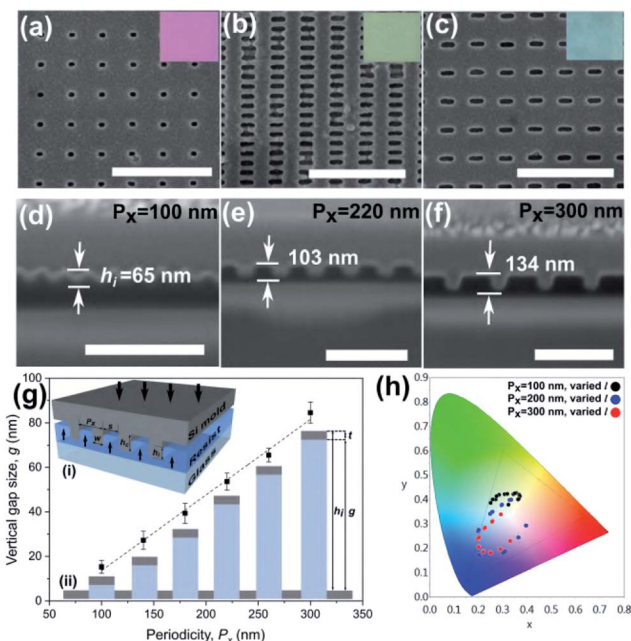 (a)
(b)
(c)
(d)
Pₓ=100 nm
hᵢ=65 nm
(e)
Pₓ=220 nm
103 nm
(f)
Pₓ=300 nm
134 nm
(g)
100
80
60
40
20
0
Vertical gap size, g (nm)
50
100
150
200
250
300
350
Periodicity, Pₓ (nm)
Si mold
Resist
Glass
Pₓ
s
w
(i)
(ii)
t
hᵢ
g
(h)
Pₓ=100 nm, varied l
Pₓ=200 nm, varied l
Pₓ=300 nm, varied l
0.9
0.8
0.7
0.6
0.5
0.4
0.3
0.2
0.1
0.0
y
0.0
0.1
0.2
0.3
0.4
0.5
0.6
0.7
0.8
x